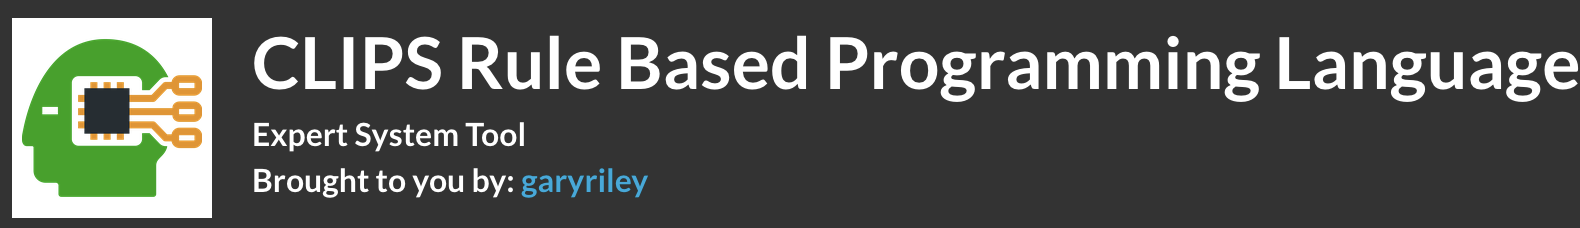 CLIPS Rule Based Programming Language
Expert System Tool
Brought to you by: garyriley